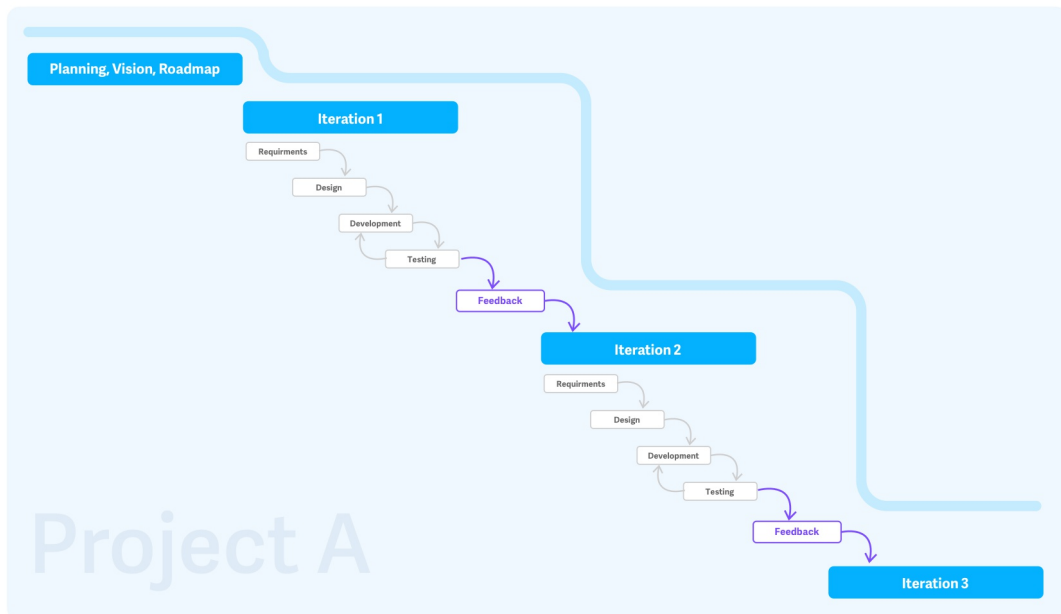 Planning, Vision, Roadmap
Iteration 1
Requirments
Design
Development
Testing
Feedback
Iteration 2
Requirments
Design
Development
Testing
Feedback
Iteration 3
Project A